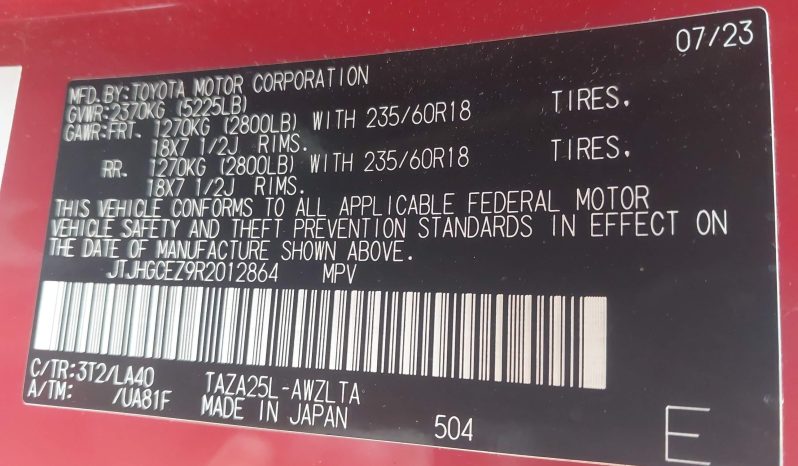 07/23
MFD. BY: TOYOTA MOTOR CORPORATION
GVWR: 2370KG (5225LB)
GAWR: FRT. 1270KG (2800LB) WITH 235/60R18 TIRES.
18X7 1/2J RIMS.
RR. 1270KG (2800LB) WITH 235/60R18 TIRES.
18X7 1/2J RIMS.
THIS VEHICLE CONFORMS TO ALL APPLICABLE FEDERAL MOTOR
VEHICLE SAFETY AND THEFT PREVENTION STANDARDS IN EFFECT ON
THE DATE OF MANUFACTURE SHOWN ABOVE.
JTJHGCEZ9R2012864 MPV
C/TR: 3T2/LA40 TAZA25L-AWZLTA
A/TM: /UA81F MADE IN JAPAN 504 E